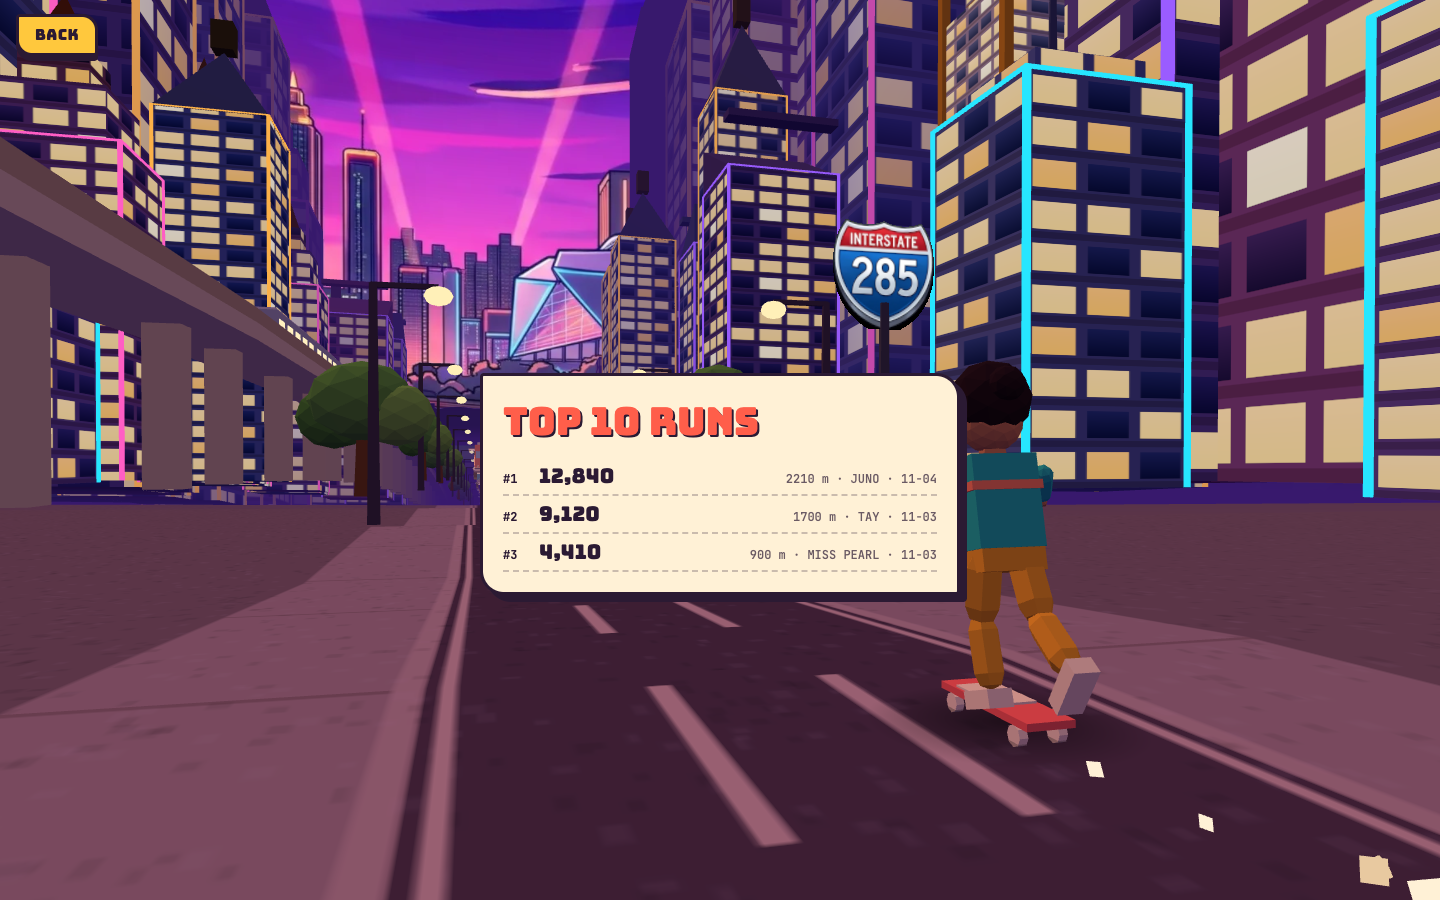 BACK
INTERSTATE
285
TOP 10 RUNS
#1 12,840 2210 m · JUNO · 11-04
#2 9,120 1700 m · TAY · 11-03
#3 4,410 900 m · MISS PEARL · 11-03